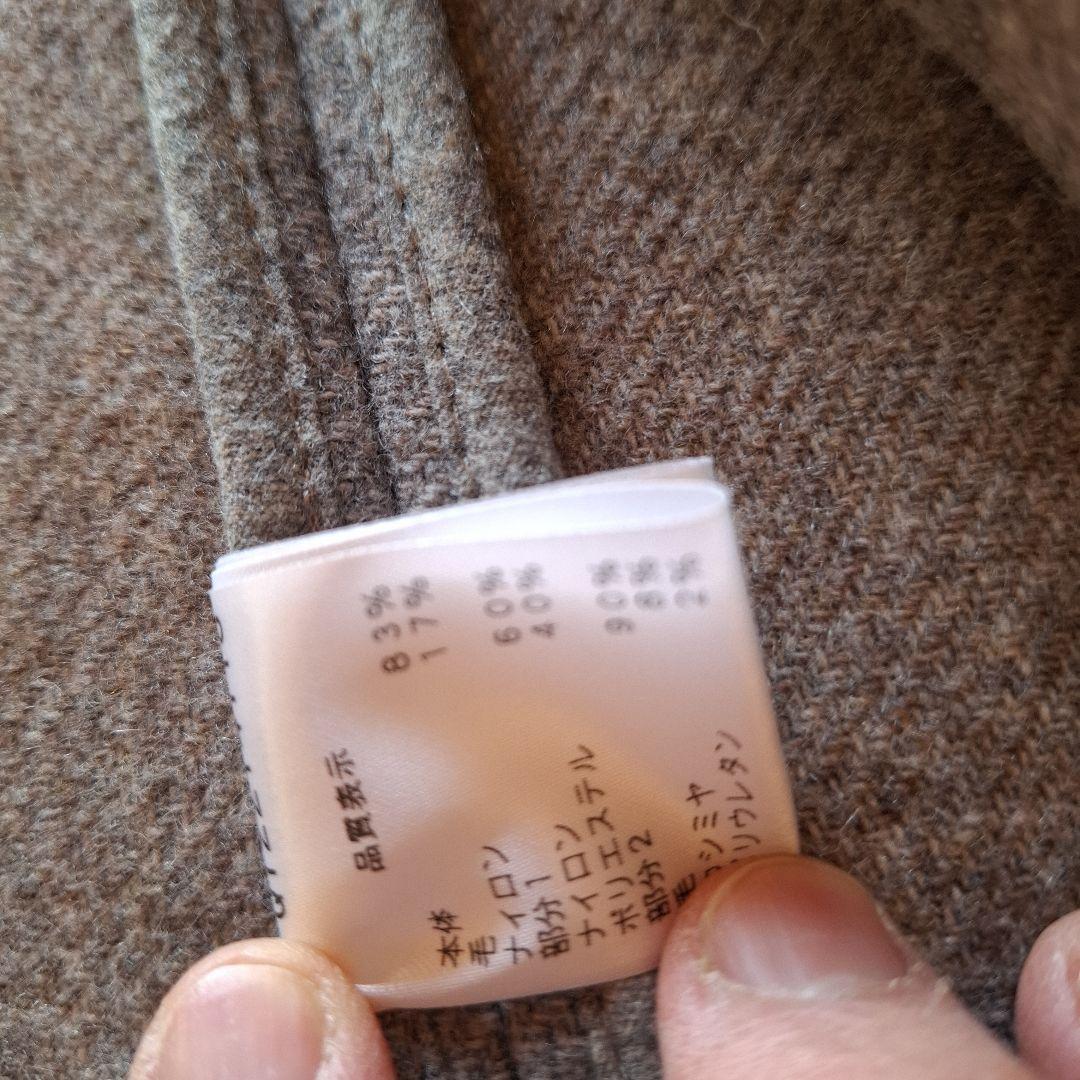 品質表示
本体
毛 83%
ナイロン 17%
部分1
ナイロン 60%
ポリエステル 40%
部分2
毛 90%
シミヤ 8%
リウレタン 2%